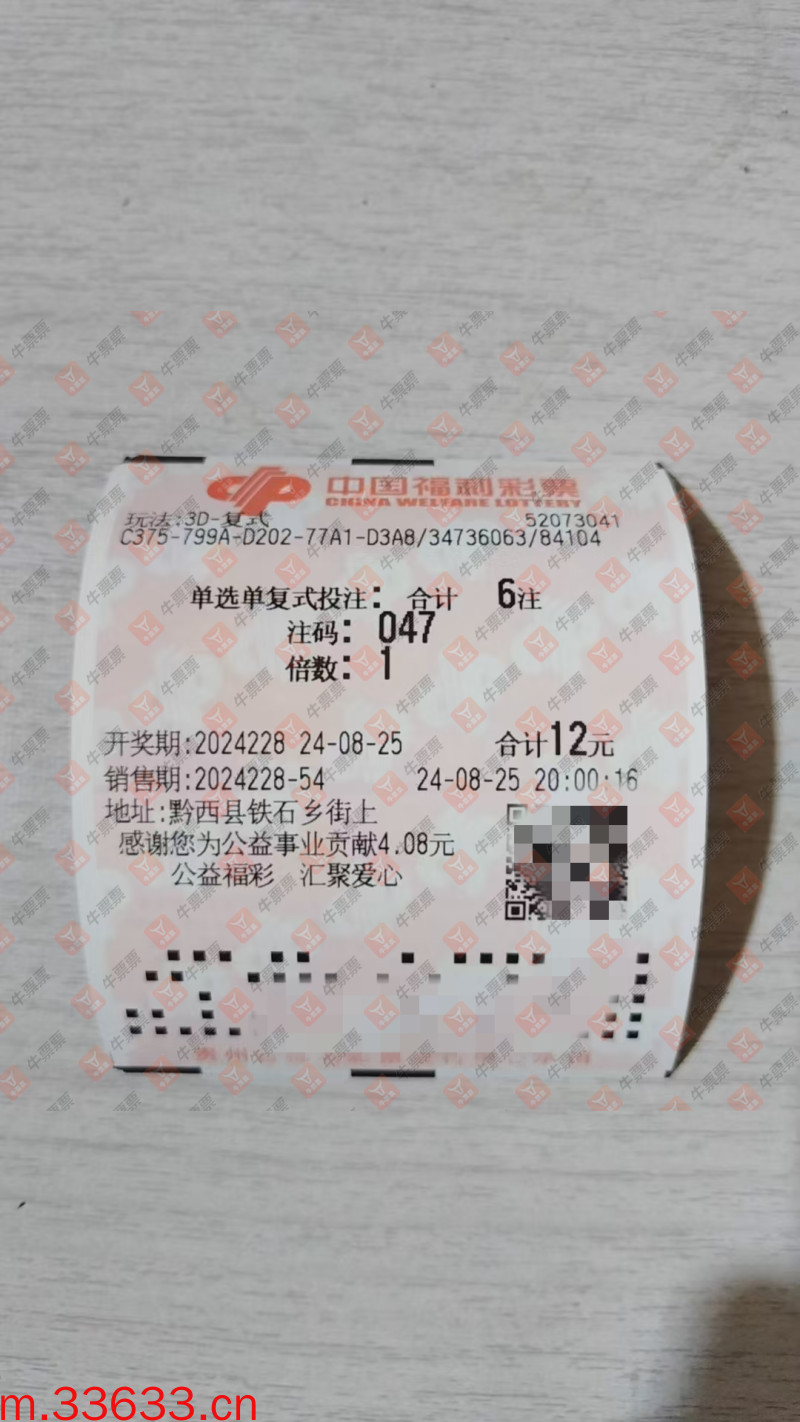 中国福利彩票
CHINA WELFARE LOTTERY
玩法:3D-复式 52073041
C375-799A-D202-77A1-D3A8/34736063/84104
单选单复式投注: 合计 6注
注码: 047
倍数: 1
开奖期:2024228 24-08-25 合计12元
销售期:2024228-54 24-08-25 20:00:16
地址:黔西县铁石乡街上
感谢您为公益事业贡献4.08元
公益福彩 汇聚爱心
牛票票
m.33633.cn